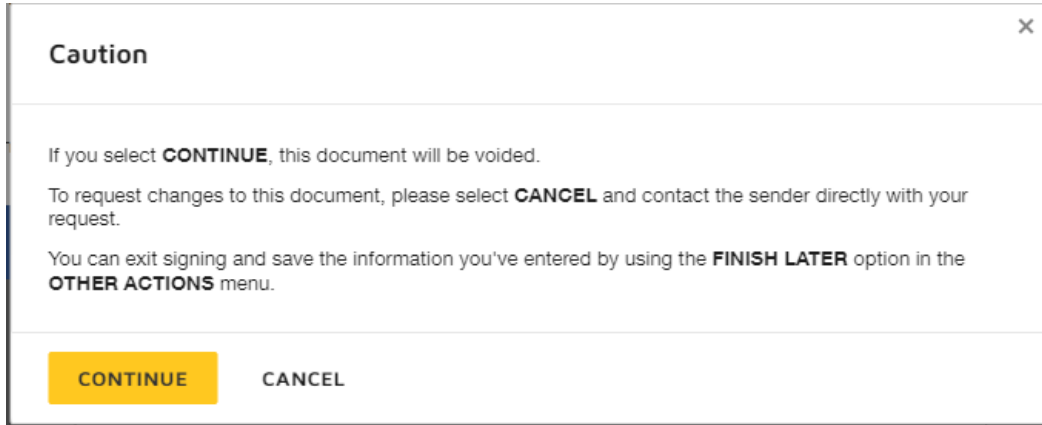 Caution
If you select CONTINUE, this document will be voided.
To request changes to this document, please select CANCEL and contact the sender directly with your
request.
You can exit signing and save the information you've entered by using the FINISH LATER option in the
OTHER ACTIONS menu.
CONTINUE CANCEL